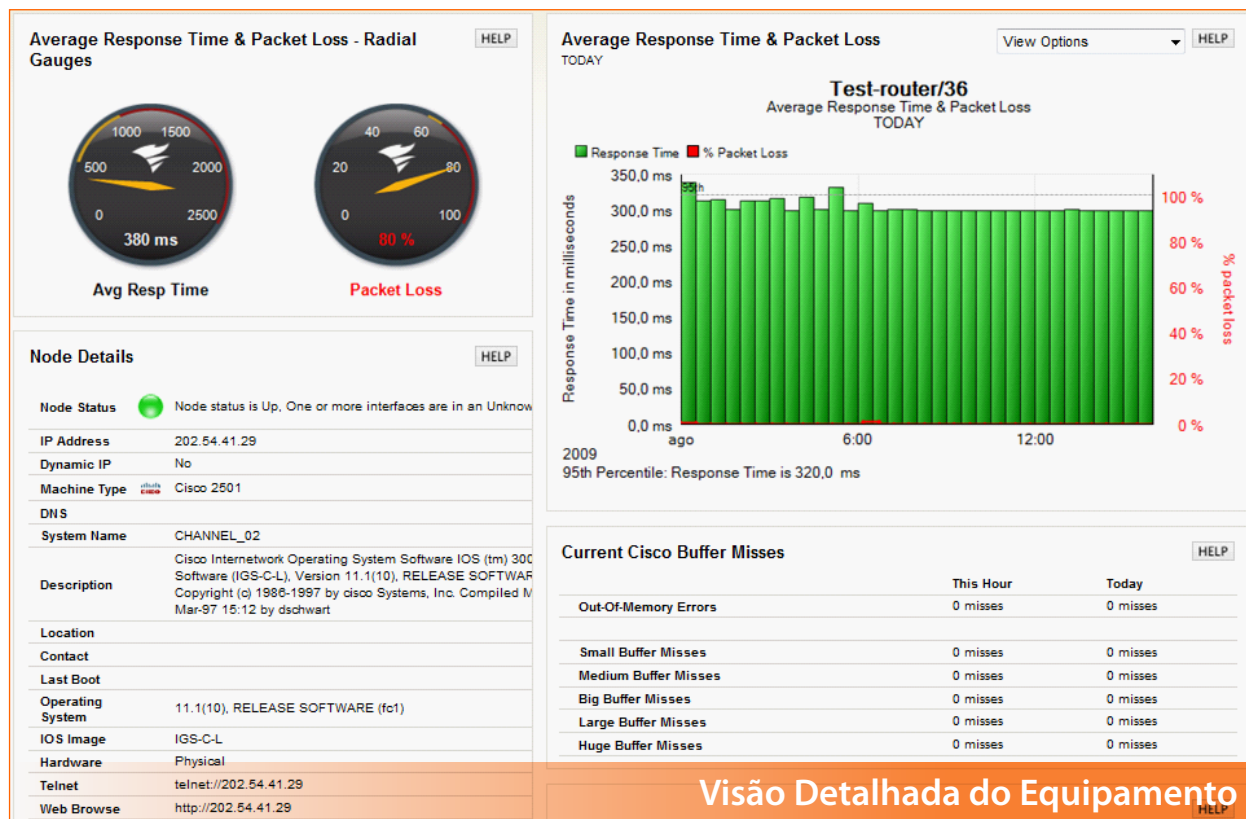 Average Response Time & Packet Loss - Radial
Gauges
HELP
0
500
1000
1500
2000
2500
380 ms
Avg Resp Time
0
20
40
60
80
100
80 %
Packet Loss
Node Details
HELP
Node Status Node status is Up, One or more interfaces are in an Unknow
IP Address 202.54.41.29
Dynamic IP No
Machine Type Cisco 2501
DNS
System Name CHANNEL_02
Description
Cisco Internetwork Operating System Software IOS (tm) 300
Software (IGS-C-L), Version 11.1(10), RELEASE SOFTWAR
Copyright (c) 1986-1997 by cisco Systems, Inc. Compiled M
Mar-97 15:12 by dschwart
Location
Contact
Last Boot
Operating
System
11.1(10), RELEASE SOFTWARE (fc1)
IOS Image IGS-C-L
Hardware Physical
Telnet telnet://202.54.41.29
Web Browse http://202.54.41.29
Average Response Time & Packet Loss
TODAY
View Options
HELP
Test-router/36
Average Response Time & Packet Loss
TODAY
Response Time % Packet Loss
95th
350,0 ms
300,0 ms
250,0 ms
200,0 ms
150,0 ms
100,0 ms
50,0 ms
0,0 ms
Response Time in milliseconds
100 %
80 %
60 %
40 %
20 %
0 %
% packet loss
ago 6:00 12:00
2009
95th Percentile: Response Time is 320,0 ms
Current Cisco Buffer Misses
HELP
This Hour Today
Out-Of-Memory Errors 0 misses 0 misses
Small Buffer Misses 0 misses 0 misses
Medium Buffer Misses 0 misses 0 misses
Big Buffer Misses 0 misses 0 misses
Large Buffer Misses 0 misses 0 misses
Huge Buffer Misses 0 misses 0 misses
Visão Detalhada do Equipamento
HELP